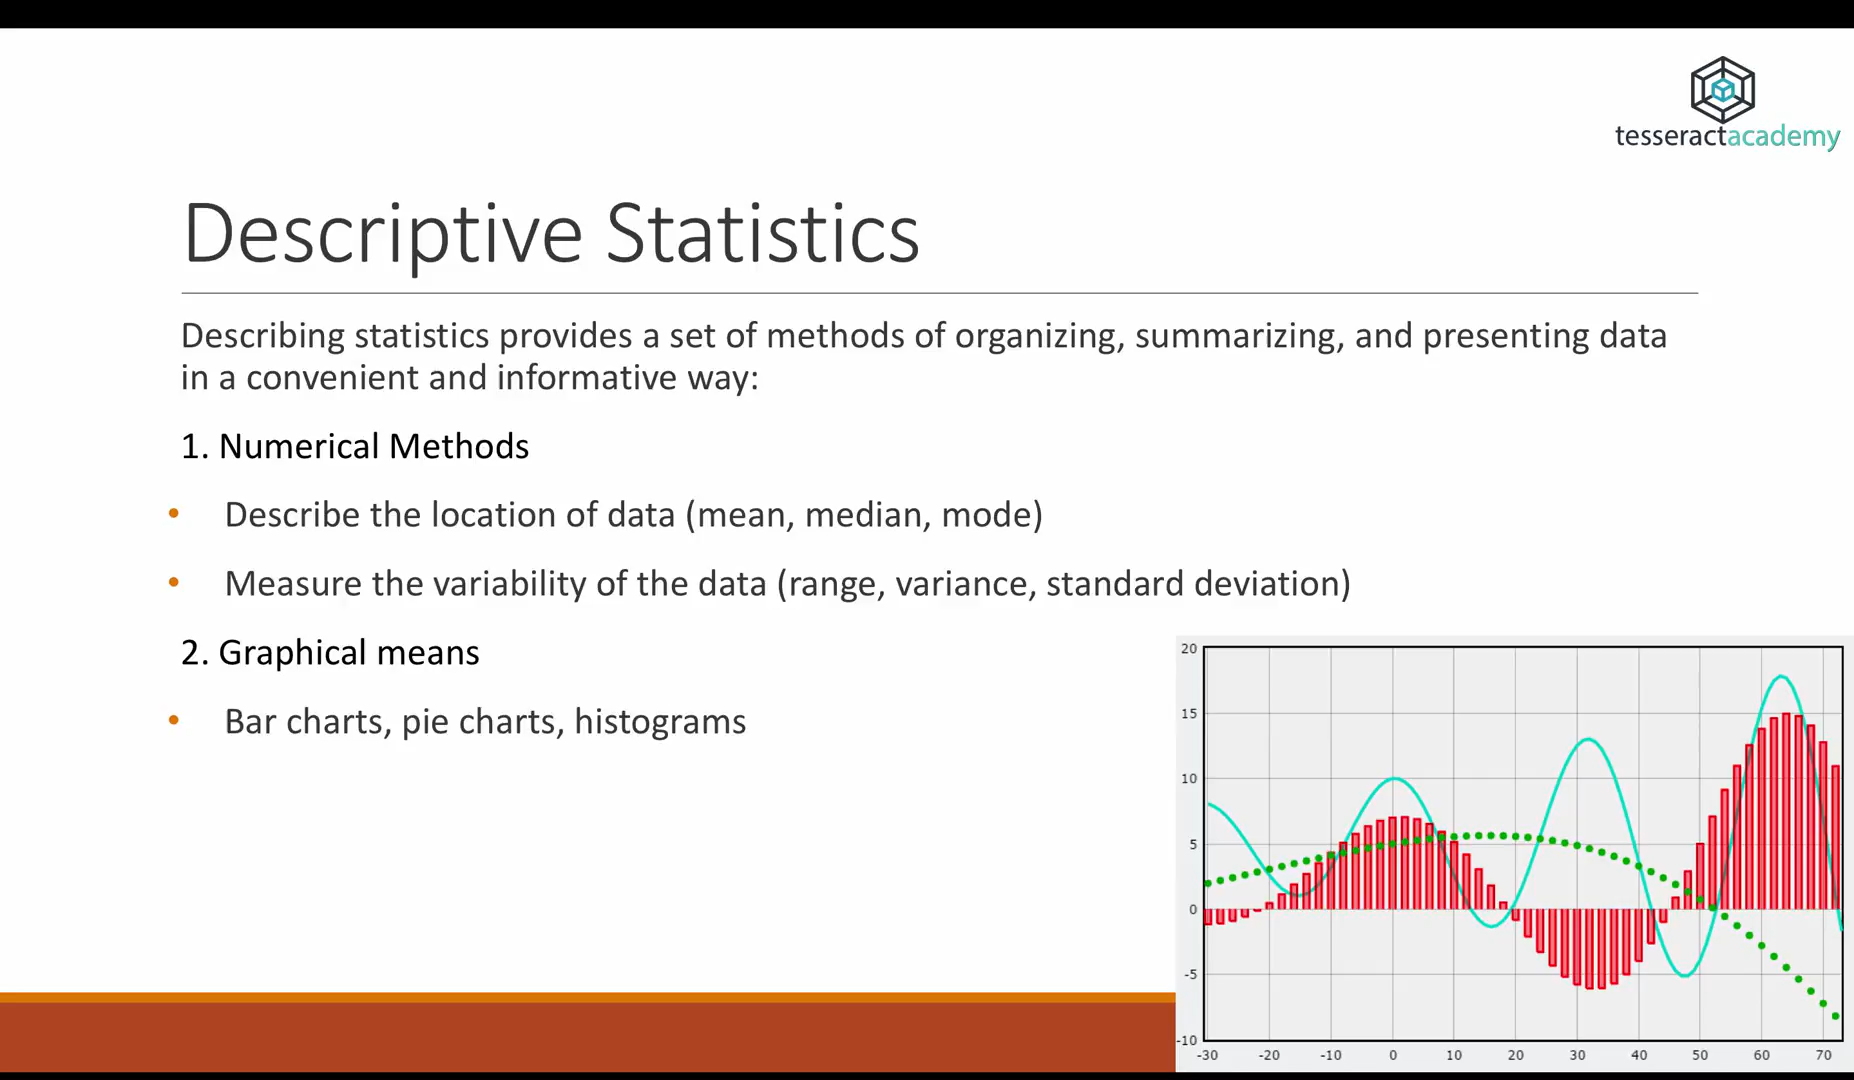 tesseractacademy
Descriptive Statistics
Describing statistics provides a set of methods of organizing, summarizing, and presenting data
in a convenient and informative way:
1. Numerical Methods
• Describe the location of data (mean, median, mode)
• Measure the variability of the data (range, variance, standard deviation)
2. Graphical means
• Bar charts, pie charts, histograms
20
15
10
5
0
-5
-10
-30 -20 -10 0 10 20 30 40 50 60 70